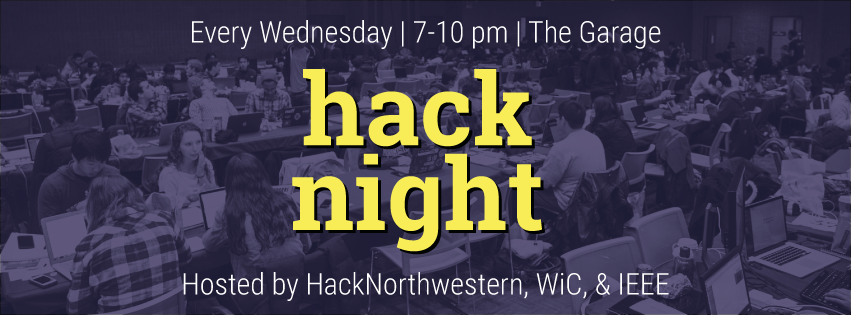 Every Wednesday | 7-10 pm | The Garage
hack
night
Hosted by HackNorthwestern, WiC, & IEEE